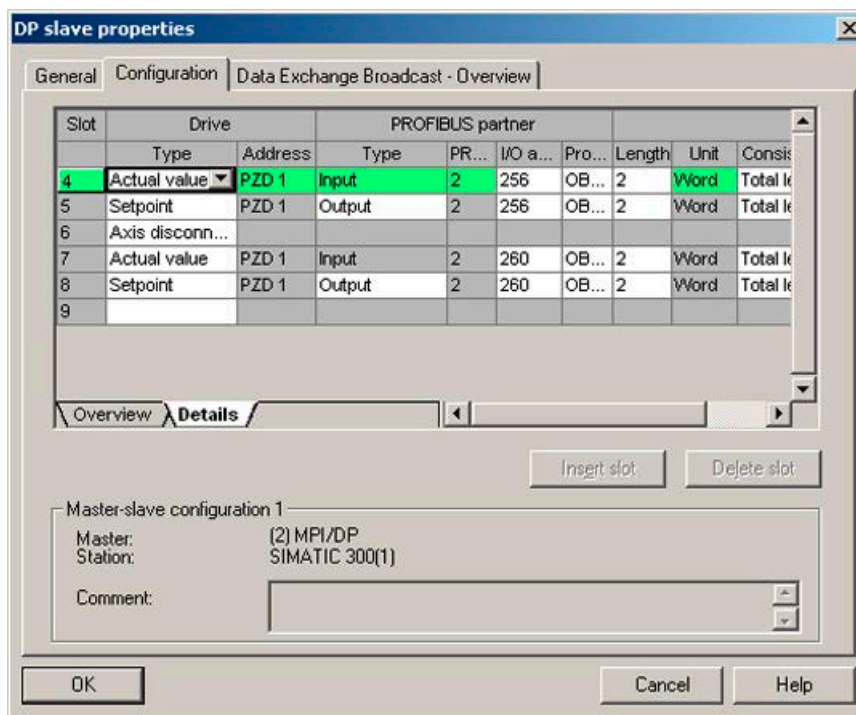 DP slave properties
General Configuration Data Exchange Broadcast - Overview
Slot Drive PROFIBUS partner
Type Address Type PR... I/O a... Pro... Length Unit Consis
4 Actual value PZD 1 Input 2 256 OB... 2 Word Total le
5 Setpoint PZD 1 Output 2 256 OB... 2 Word Total le
6 Axis disconn...
7 Actual value PZD 1 Input 2 260 OB... 2 Word Total le
8 Setpoint PZD 1 Output 2 260 OB... 2 Word Total le
9
Overview Details
Insert slot Delete slot
Master-slave configuration 1
Master: (2) MPI/DP
Station: SIMATIC 300(1)
Comment:
OK Cancel Help